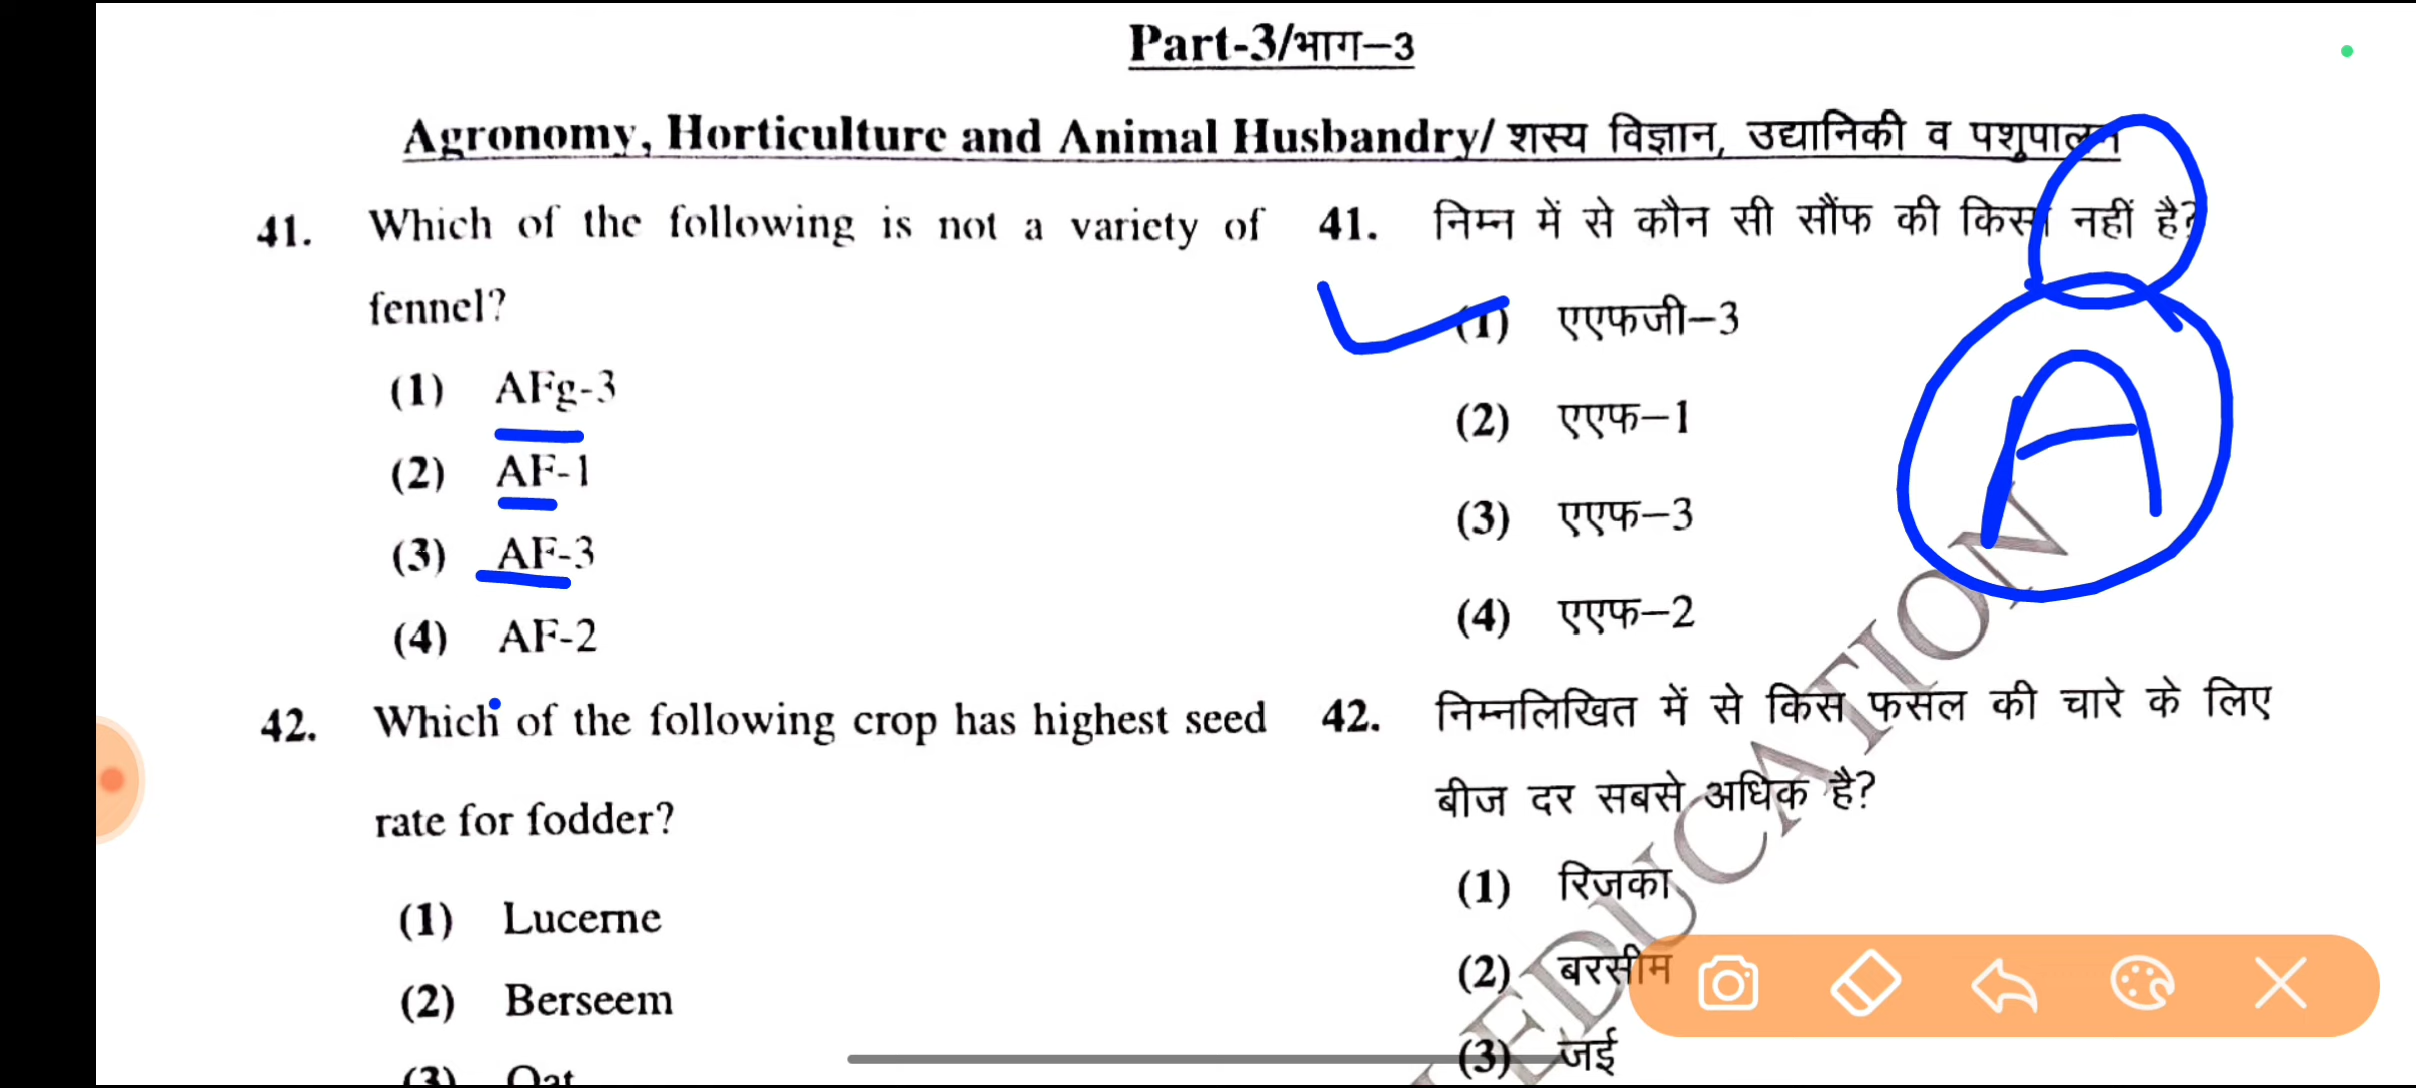 Part-3/भाग–3
Agronomy, Horticulture and Animal Husbandry/ शस्य विज्ञान, उद्यानिकी व पशुपालन
41. Which of the following is not a variety of
fennel?
(1) AFg-3
(2) AF-1
(3) AF-3
(4) AF-2
42. Which of the following crop has highest seed
rate for fodder?
(1) Lucerne
(2) Berseem
(3) Oat
41. निम्न में से कौन सी सौंफ की किस्म नहीं है?
(1) एएफजी–3
(2) एएफ–1
(3) एएफ–3
(4) एएफ–2
A
42. निम्नलिखित में से किस फसल की चारे के लिए
बीज दर सबसे अधिक है?
(1) रिजका
(2) बरसीम
(3) जई
EDUCATION